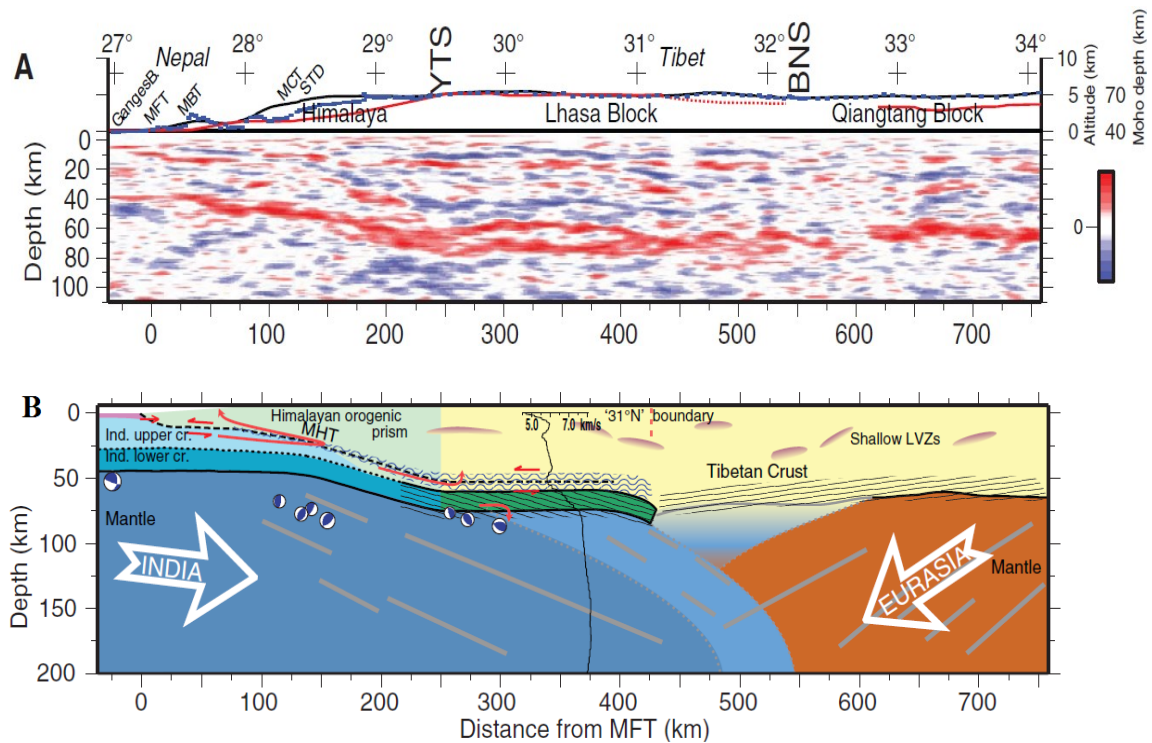 A
27° 28° 29° 30° 31° 32° 33° 34°
Nepal YTS Tibet BNS
GangesB.
MFT
MBT
MCT
STD
Himalaya Lhasa Block Qiangtang Block
10
5
0
Altitude (km)
70
40
Moho depth (km)
0
20
40
60
80
100
Depth (km)
0
0 100 200 300 400 500 600 700
B
0
50
100
150
200
Depth (km)
Himalayan orogenic
prism
MHT
5.0 7.0 km/s
'31°N' boundary
Ind. upper cr.
Ind. lower cr.
Shallow LVZs
Tibetan Crust
Mantle
INDIA
EURASIA
Mantle
0 100 200 300 400 500 600 700
Distance from MFT (km)